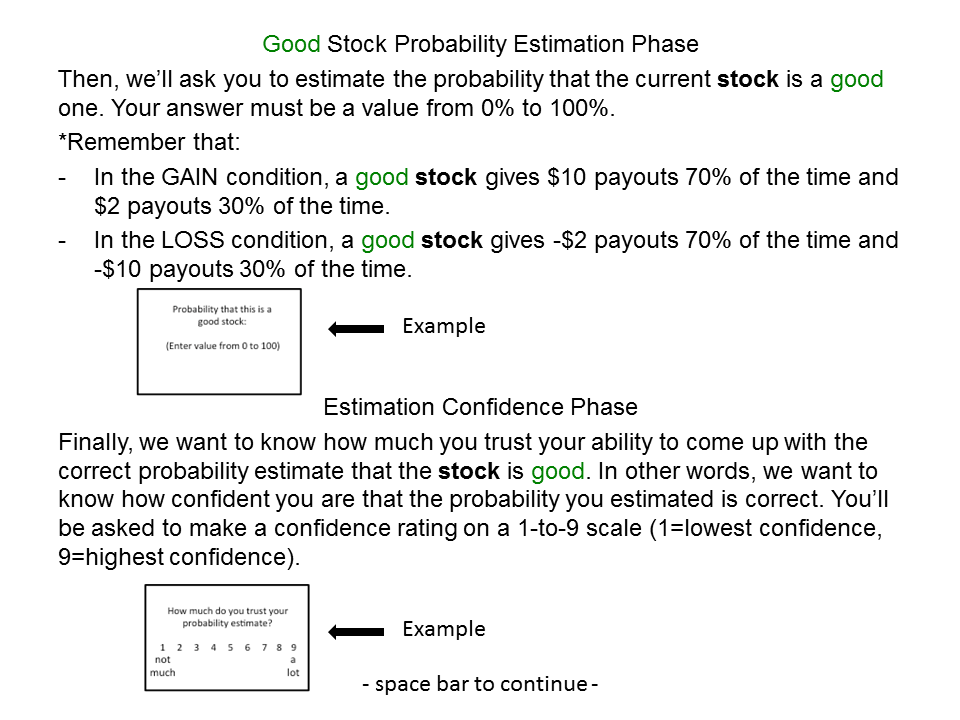 Good Stock Probability Estimation Phase
Then, we’ll ask you to estimate the probability that the current stock is a good
one. Your answer must be a value from 0% to 100%.
*Remember that:
- In the GAIN condition, a good stock gives $10 payouts 70% of the time and
$2 payouts 30% of the time.
- In the LOSS condition, a good stock gives -$2 payouts 70% of the time and
-$10 payouts 30% of the time.
Probability that this is a
good stock:
(Enter value from 0 to 100)
Example
Estimation Confidence Phase
Finally, we want to know how much you trust your ability to come up with the
correct probability estimate that the stock is good. In other words, we want to
know how confident you are that the probability you estimated is correct. You’ll
be asked to make a confidence rating on a 1-to-9 scale (1=lowest confidence,
9=highest confidence).
How much do you trust your
probability estimate?
1 2 3 4 5 6 7 8 9
not a
much lot
Example
- space bar to continue -